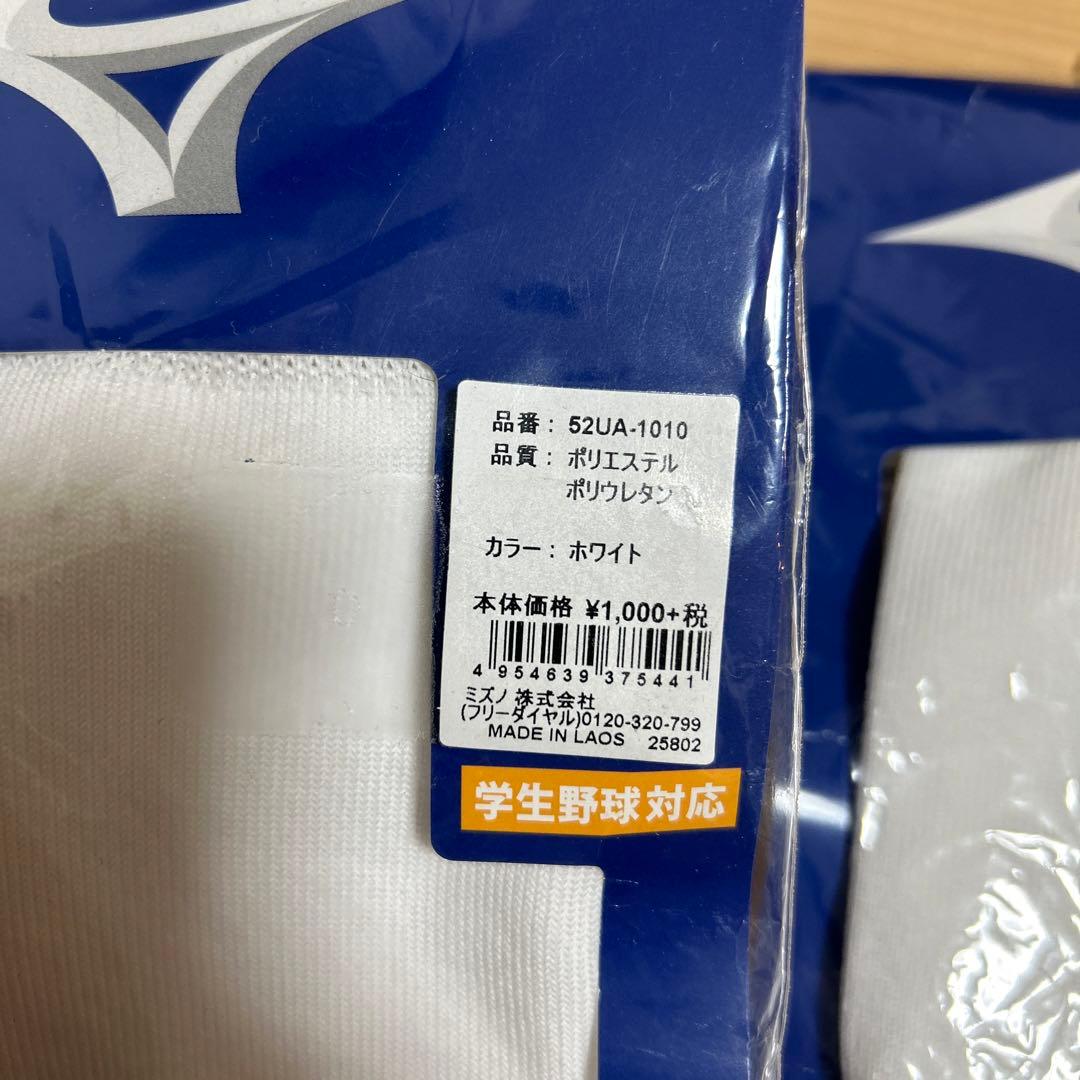 品番： 52UA-1010
品質： ポリエステル
ポリウレタン
カラー： ホワイト
本体価格 ¥1,000+税
4 954639 375441
ミズノ 株式会社
(フリーダイヤル)0120-320-799
MADE IN LAOS 25802
学生野球対応